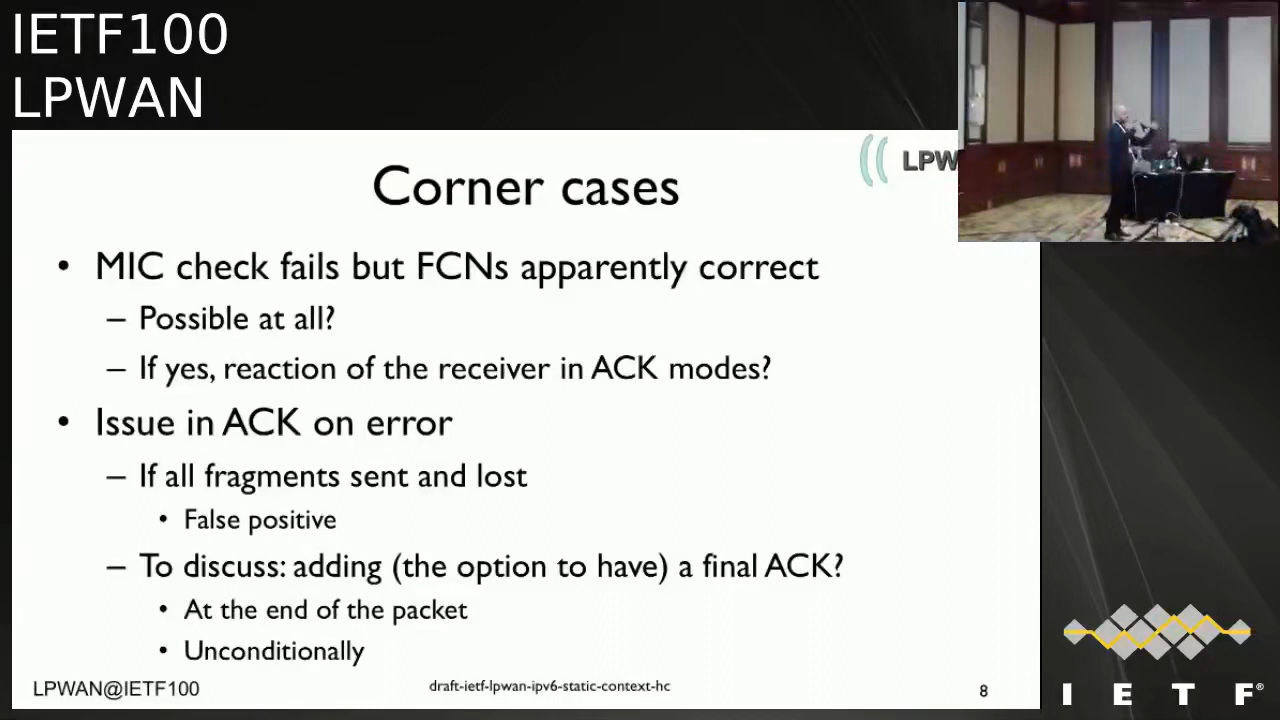 IETF100
LPWAN
LPW
Corner cases
• MIC check fails but FCNs apparently correct
– Possible at all?
– If yes, reaction of the receiver in ACK modes?
• Issue in ACK on error
– If all fragments sent and lost
• False positive
– To discuss: adding (the option to have) a final ACK?
• At the end of the packet
• Unconditionally
LPWAN@IETF100
draft-ietf-lpwan-ipv6-static-context-hc
8
I E T F®